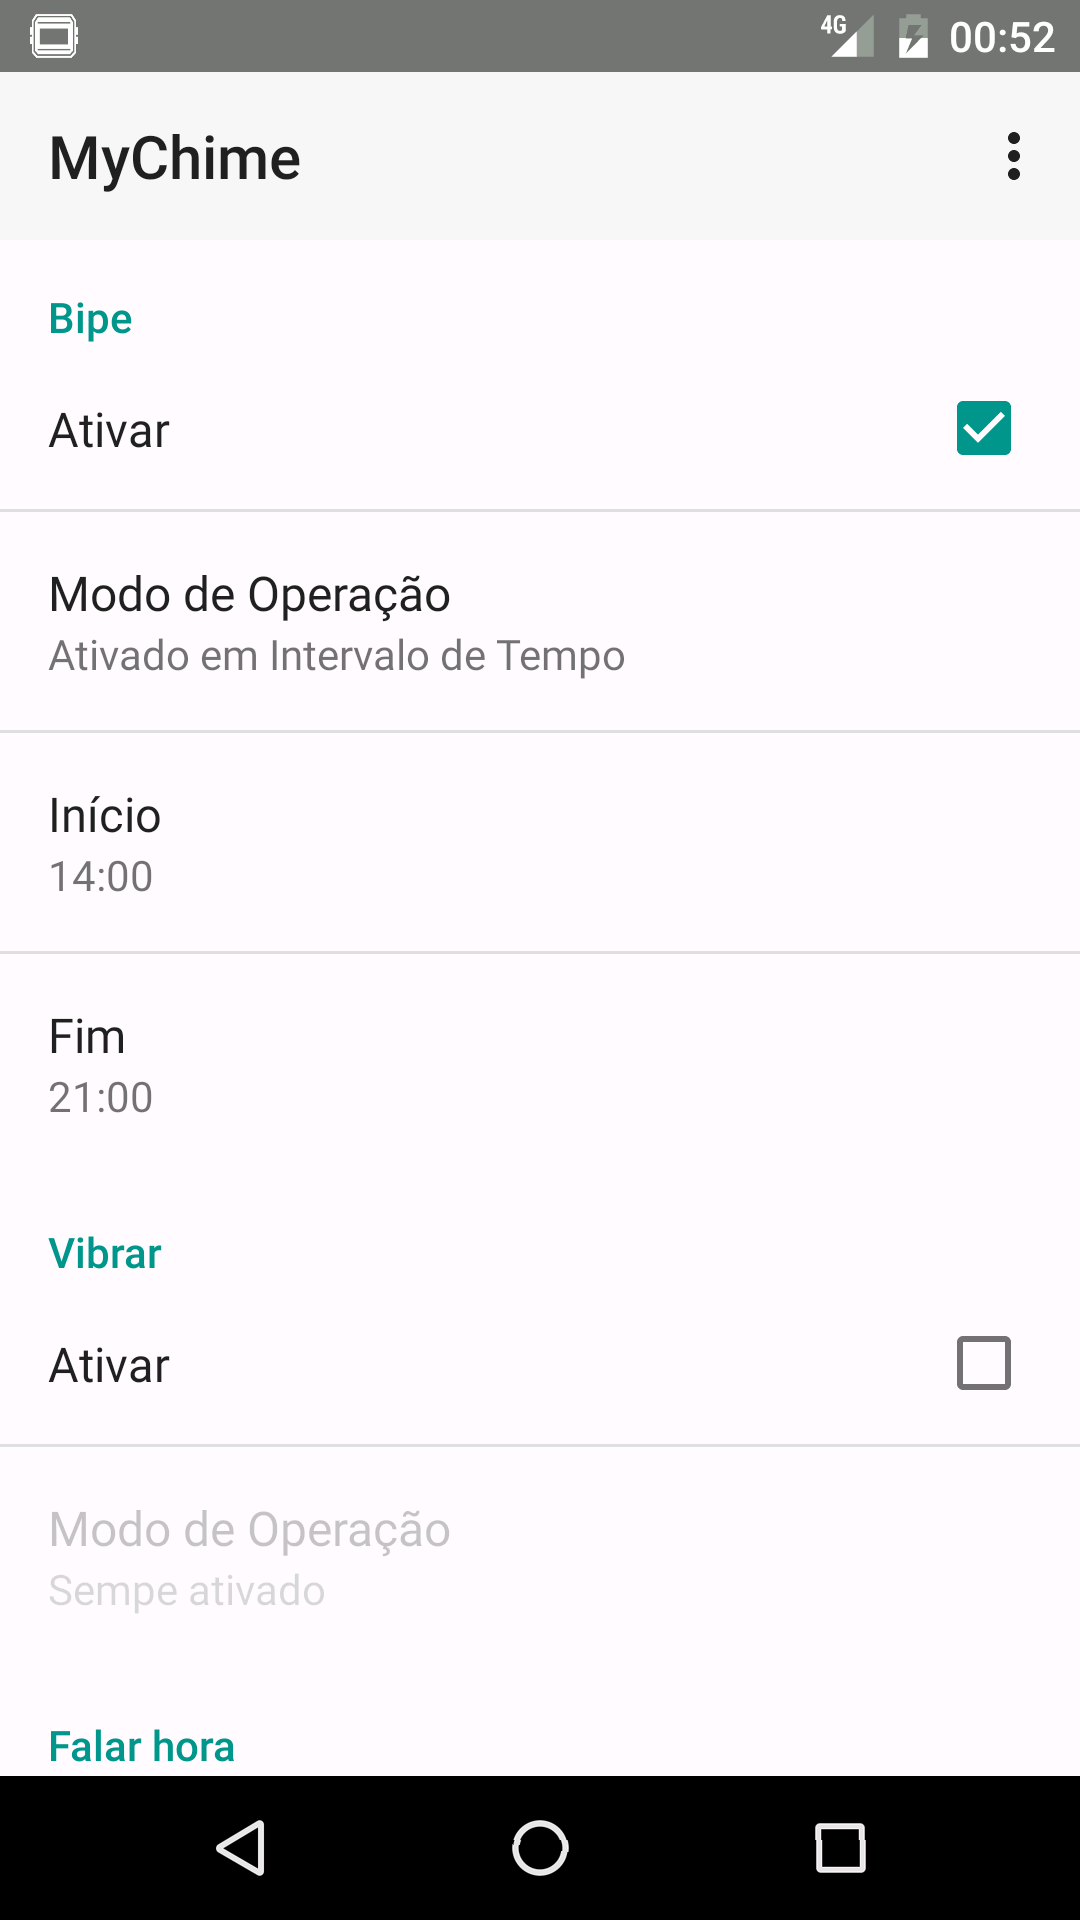 4G 00:52
MyChime
Bipe
Ativar
Modo de Operação
Ativado em Intervalo de Tempo
Início
14:00
Fim
21:00
Vibrar
Ativar
Modo de Operação
Sempe ativado
Falar hora